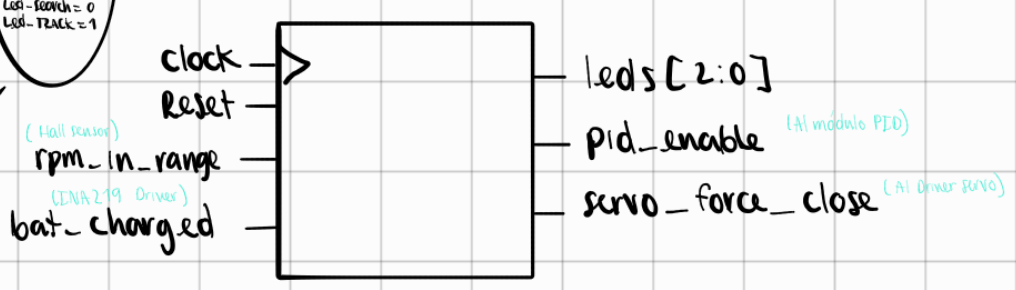 Led-search = 0
Led-TRACK = 1
clock
Reset
(Hall sensor)
rpm_in_range
(INA219 Driver)
bat_charged
leds[2:0]
pid_enable
(Al módulo PID)
servo_force_close
(Al Driver servo)